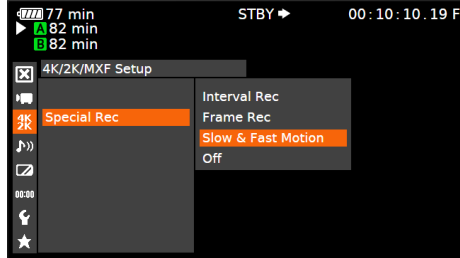 77 min STBY 00:10:10.19 F
A 82 min
B 82 min
4K/2K/MXF Setup
Interval Rec
4K 2K Special Rec Frame Rec
Slow & Fast Motion
Off
00:00